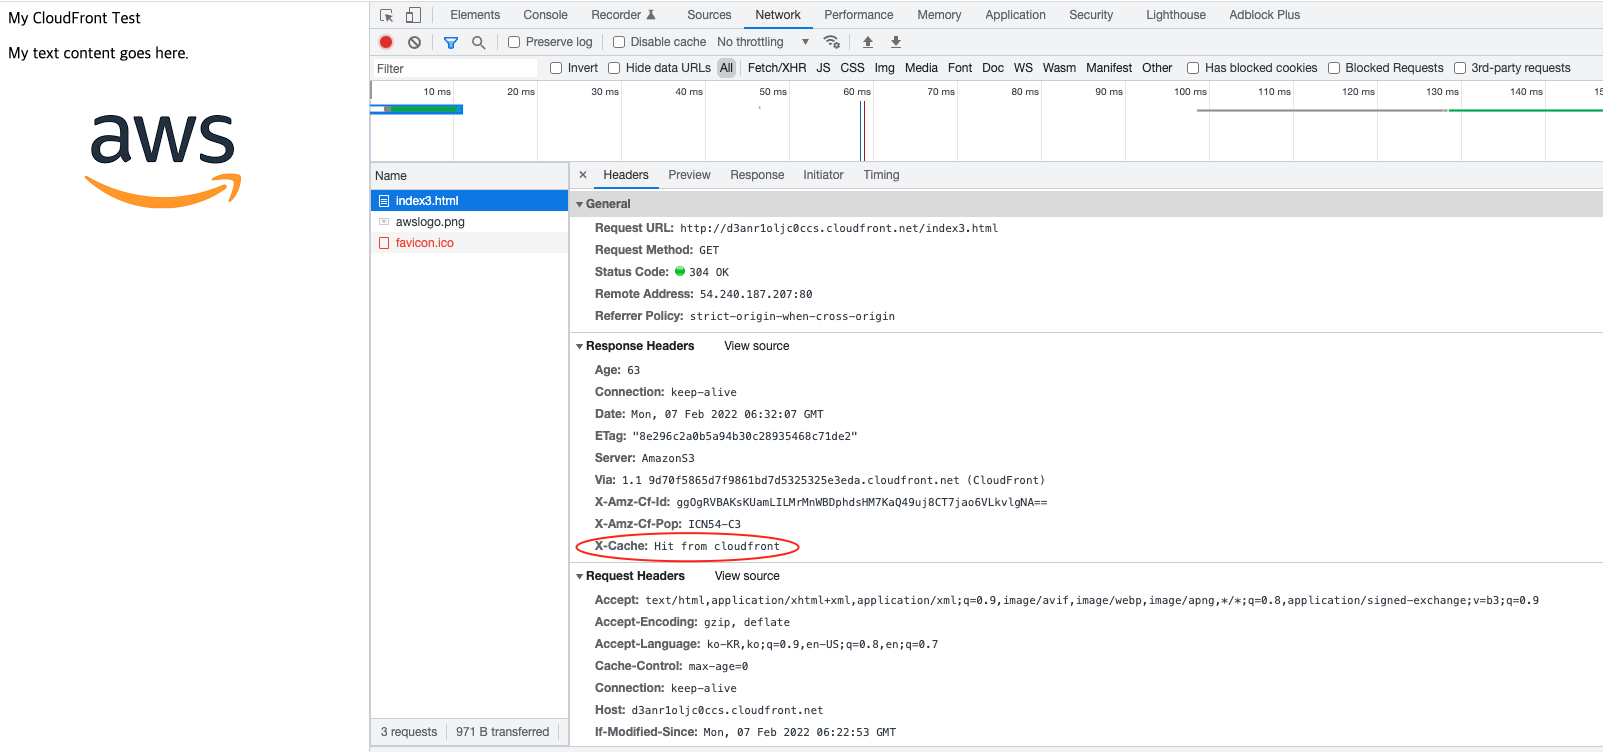 My CloudFront Test
My text content goes here.
aws
Elements Console Recorder Sources Network Performance Memory Application Security Lighthouse Adblock Plus
Preserve log Disable cache No throttling
Filter Invert Hide data URLs All Fetch/XHR JS CSS Img Media Font Doc WS Wasm Manifest Other Has blocked cookies Blocked Requests 3rd-party requests
10 ms 20 ms 30 ms 40 ms 50 ms 60 ms 70 ms 80 ms 90 ms 100 ms 110 ms 120 ms 130 ms 140 ms 15
Name
index3.html
awslogo.png
favicon.ico
3 requests 971 B transferred
× Headers Preview Response Initiator Timing
General
Request URL: http://d3anr1oljc0ccs.cloudfront.net/index3.html
Request Method: GET
Status Code: 304 OK
Remote Address: 54.240.187.207:80
Referrer Policy: strict-origin-when-cross-origin
Response Headers View source
Age: 63
Connection: keep-alive
Date: Mon, 07 Feb 2022 06:32:07 GMT
ETag: "8e296c2a0b5a94b30c28935468c71de2"
Server: AmazonS3
Via: 1.1 9d70f5865d7f9861bd7d5325325e3eda.cloudfront.net (CloudFront)
X-Amz-Cf-Id: ggOgRVBAKsKUamLILMrMnWBDphdsHM7KaQ49uj8CT7jao6VLkvlgNA==
X-Amz-Cf-Pop: ICN54-C3
X-Cache: Hit from cloudfront
Request Headers View source
Accept: text/html,application/xhtml+xml,application/xml;q=0.9,image/avif,image/webp,image/apng,*/*;q=0.8,application/signed-exchange;v=b3;q=0.9
Accept-Encoding: gzip, deflate
Accept-Language: ko-KR,ko;q=0.9,en-US;q=0.8,en;q=0.7
Cache-Control: max-age=0
Connection: keep-alive
Host: d3anr1oljc0ccs.cloudfront.net
If-Modified-Since: Mon, 07 Feb 2022 06:22:53 GMT